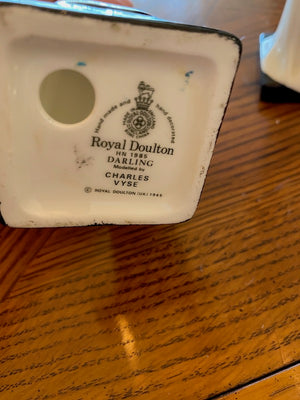 Hand made and hand decorated
Royal Doulton
HN 1985
DARLING
Modelled by
CHARLES
VYSE
© ROYAL DOULTON (UK) 1945